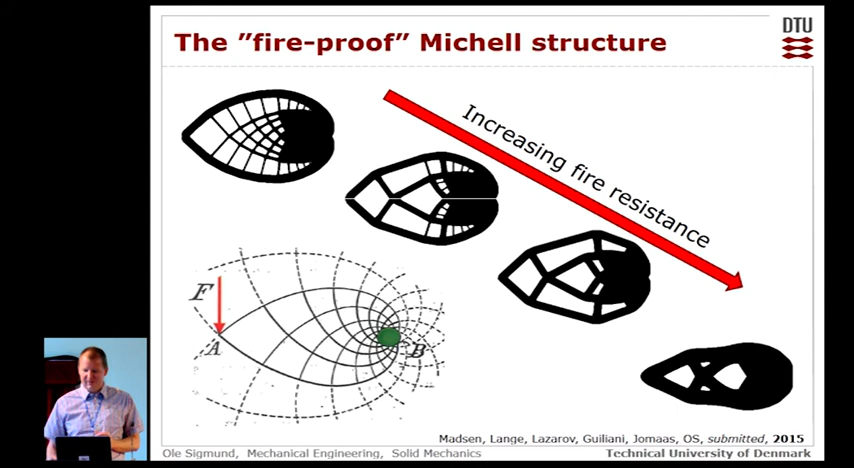 The "fire-proof" Michell structure
DTU
Increasing fire resistance
F
A
B
Madsen, Lange, Lazarov, Guiliani, Jomaas, OS, submitted, 2015
Ole Sigmund, Mechanical Engineering, Solid Mechanics
Technical University of Denmark